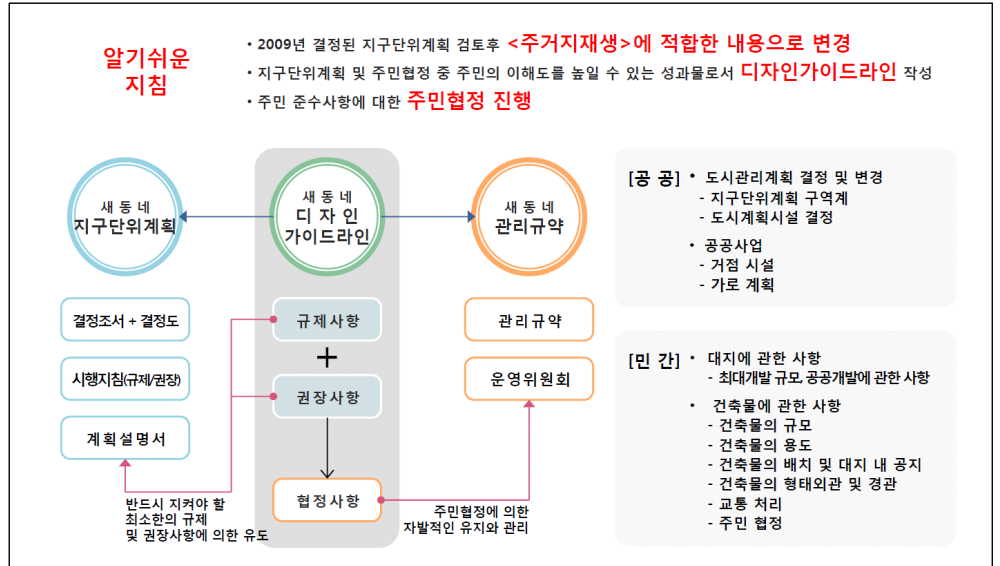 알기쉬운
지침
• 2009년 결정된 지구단위계획 검토후 <주거지재생>에 적합한 내용으로 변경
• 지구단위계획 및 주민협정 중 주민의 이해도를 높일 수 있는 성과물로서 디자인가이드라인 작성
• 주민 준수사항에 대한 주민협정 진행
새동네
지구단위계획
새동네
디자인
가이드라인
새동네
관리규약
결정조서 + 결정도
시행지침(규제/권장)
계획설명서
규제사항
+
권장사항
협정사항
관리규약
운영위원회
반드시 지켜야 할
최소한의 규제
및 권장사항에 의한 유도
주민협정에 의한
자발적인 유지와 관리
[공 공] • 도시관리계획 결정 및 변경
- 지구단위계획 구역계
- 도시계획시설 결정
• 공공사업
- 거점 시설
- 가로 계획
[민 간] • 대지에 관한 사항
- 최대개발 규모, 공공개발에 관한 사항
• 건축물에 관한 사항
- 건축물의 규모
- 건축물의 용도
- 건축물의 배치 및 대지 내 공지
- 건축물의 형태외관 및 경관
- 교통 처리
- 주민 협정